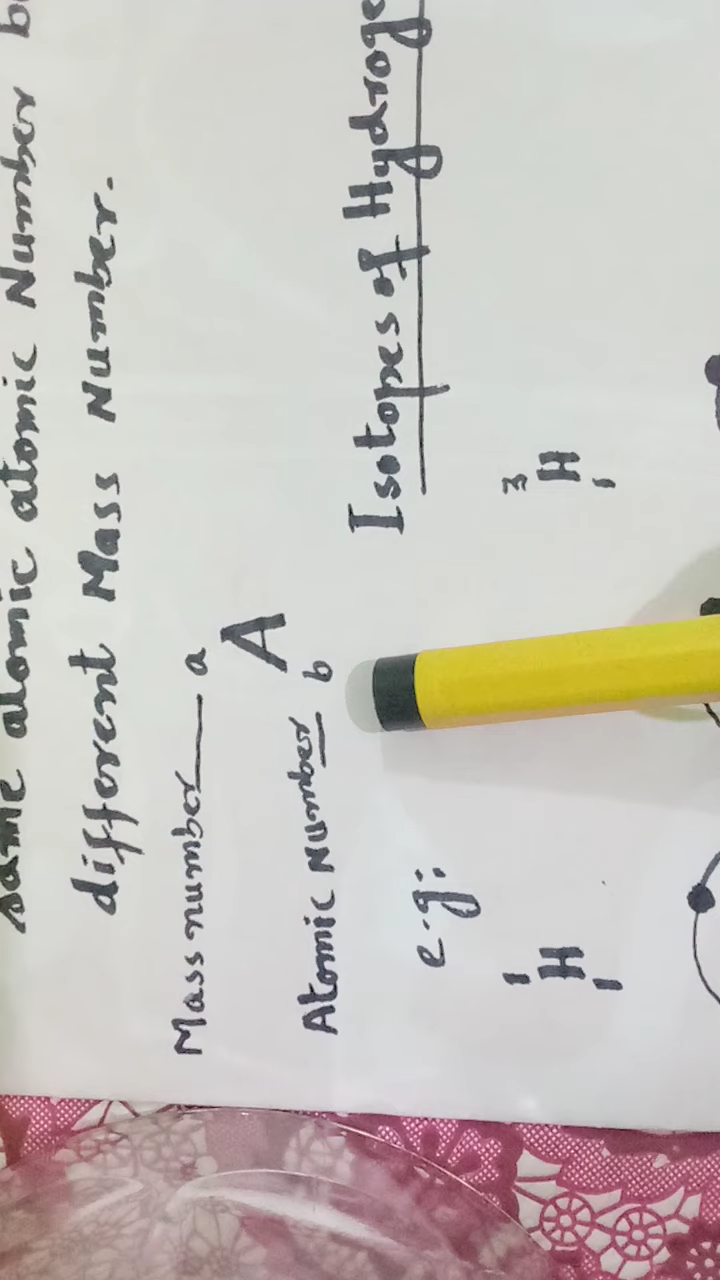 same atomic atomic Number
different Mass Number.
Mass number a
A
Atomic Number b
Isotopes of Hydroge
e.g:
1 H 1
3 H 1